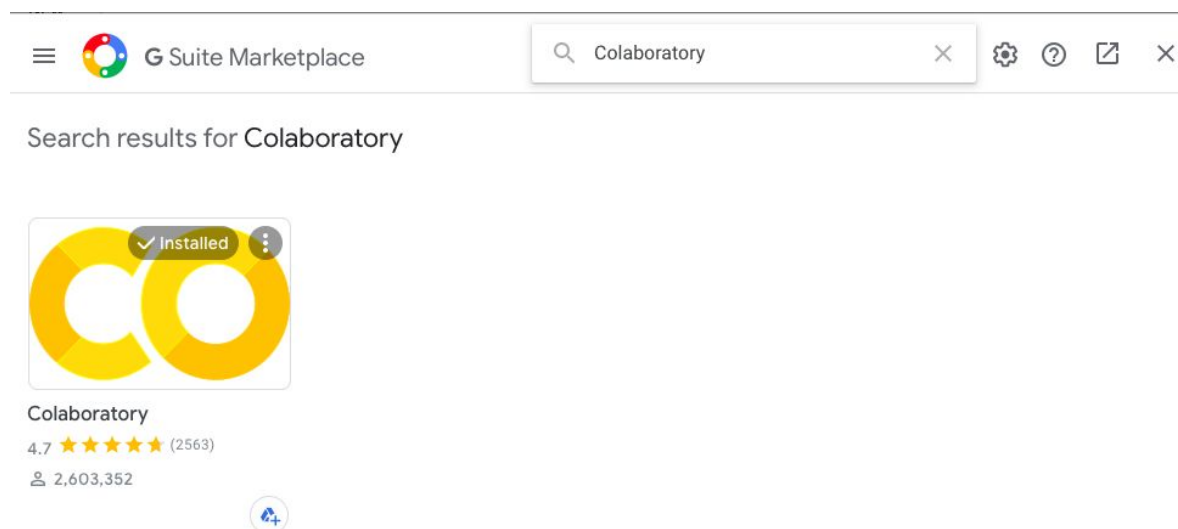 G Suite Marketplace
Colaboratory
Search results for Colaboratory
Installed
Colaboratory
4.7 (2563)
2,603,352